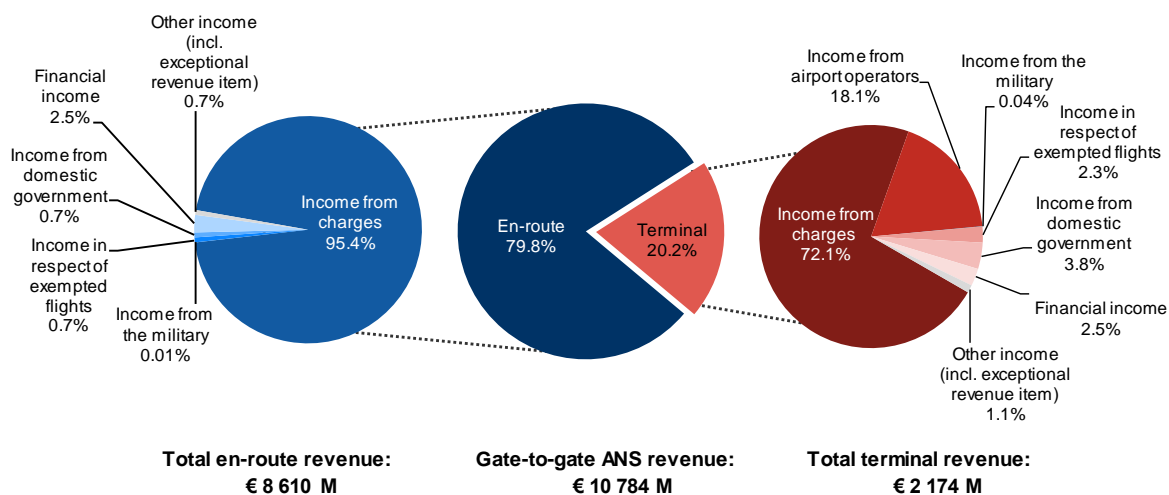 Other income
(incl.
exceptional
revenue item)
0.7%
Financial
income
2.5%
Income from
domestic
government
0.7%
Income in
respect of
exempted
flights
0.7%
Income from
the military
0.01%
Income from
charges
95.4%
En-route
79.8%
Terminal
20.2%
Income from
airport operators
18.1%
Income from the
military
0.04%
Income in
respect of
exempted flights
2.3%
Income from
domestic
government
3.8%
Income from
charges
72.1%
Financial income
2.5%
Other income
(incl. exceptional
revenue item)
1.1%
Total en-route revenue:
€ 8 610 M
Gate-to-gate ANS revenue:
€ 10 784 M
Total terminal revenue:
€ 2 174 M